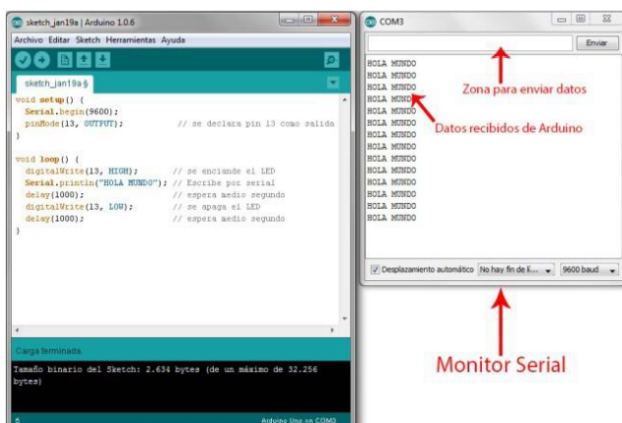 sketch_jan19a | Arduino 1.0.6
Archivo Editar Sketch Herramientas Ayuda
sketch_jan19a §
void setup() {
Serial.begin(9600);
pinMode(13, OUTPUT); // se declara pin 13 como salida
}
void loop() {
digitalWrite(13, HIGH); // se enciende el LED
Serial.println("HOLA MUNDO"); // Escribe por serial
delay(1000); // espera medio segundo
digitalWrite(13, LOW); // se apaga el LED
delay(1000); // espera medio segundo
}
Carga terminada.
Tamaño binario del Sketch: 2.634 bytes (de un máximo de 32.256
bytes)
5
Arduino Uno on COM3
COM3
Enviar
HOLA MUNDO
HOLA MUNDO
HOLA MUNDO
HOLA MUNDO
HOLA MUNDO
HOLA MUNDO
HOLA MUNDO
HOLA MUNDO
HOLA MUNDO
HOLA MUNDO
HOLA MUNDO
HOLA MUNDO
HOLA MUNDO
HOLA MUNDO
Zona para enviar datos
Datos recibidos de Arduino
Desplazamiento automático No hay fin de lí... 9600 baud
Monitor Serial